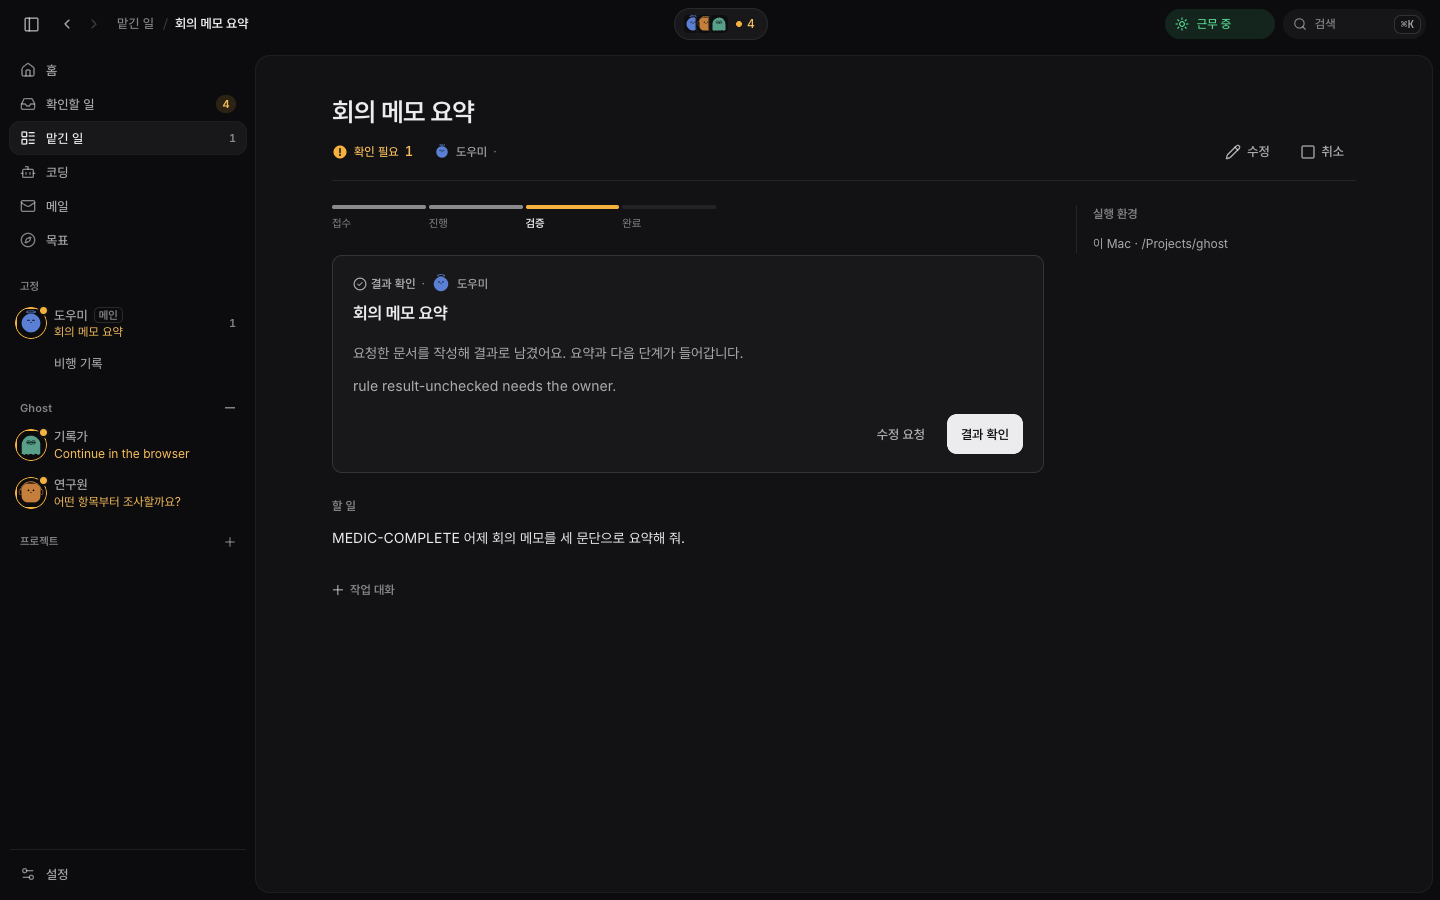 맡긴 일 / 회의 메모 요약
4
근무 중
검색
⌘K
홈
확인할 일
4
맡긴 일
1
코딩
메일
목표
고정
도우미 메인
회의 메모 요약
1
비행 기록
Ghost
기록가
Continue in the browser
연구원
어떤 항목부터 조사할까요?
프로젝트
설정
회의 메모 요약
확인 필요 1
도우미 ·
수정
취소
접수
진행
검증
완료
결과 확인 · 도우미
회의 메모 요약
요청한 문서를 작성해 결과로 남겼어요. 요약과 다음 단계가 들어갑니다.
rule result-unchecked needs the owner.
수정 요청
결과 확인
할 일
MEDIC-COMPLETE 어제 회의 메모를 세 문단으로 요약해 줘.
작업 대화
실행 환경
이 Mac · /Projects/ghost